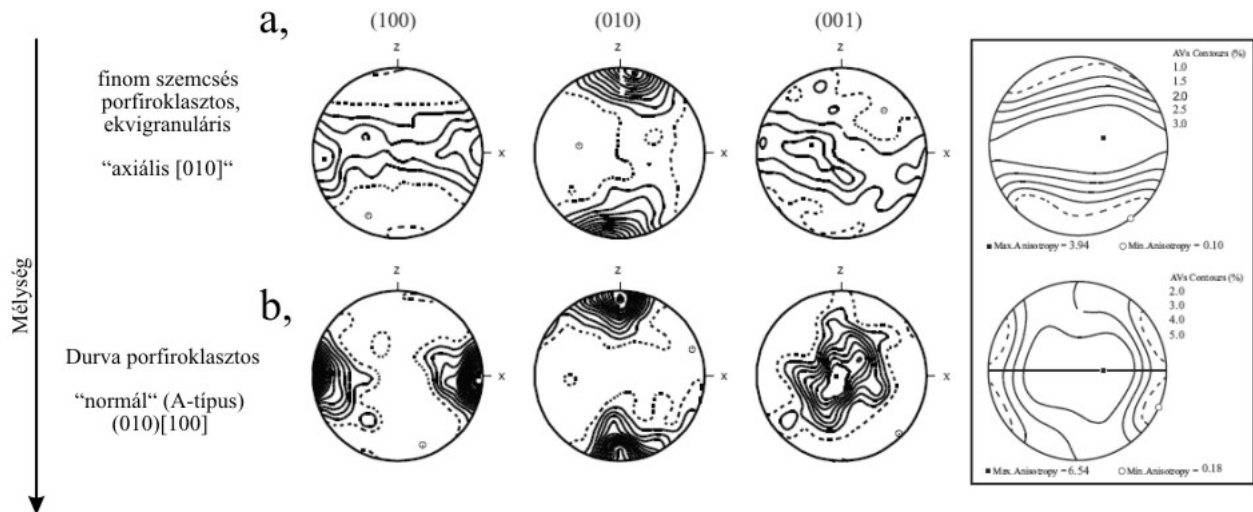 a,
(100)
(010)
(001)
z
z
z
x
x
x
finom szemcsés
porfiroklasztos,
ekvigranuláris
“axiális [010]“
AVs Contours (%)
1.0
1.5
2.0
2.5
3.0
Max.Anisotropy = 3.94
Min.Anisotropy = 0.10
Mélység
b,
z
z
z
x
x
x
Durva porfiroklasztos
“normál“ (A-típus)
(010)[100]
AVs Contours (%)
2.0
3.0
4.0
5.0
Max.Anisotropy = 6.54
Min.Anisotropy = 0.18